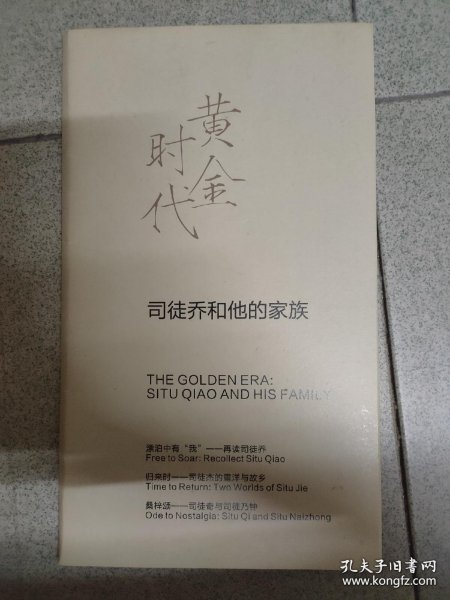 黄金
时代
司徒乔和他的家族
THE GOLDEN ERA:
SITU QIAO AND HIS FAMILY
漂泊中有“我”——再读司徒乔
Free to Soar: Recollect Situ Qiao
归来时——司徒杰的重洋与故乡
Time to Return: Two Worlds of Situ Jie
桑梓颂——司徒奇与司徒乃钟
Ode to Nostalgia: Situ Qi and Situ Naizhong
孔夫子旧书网
www.kongfz.com